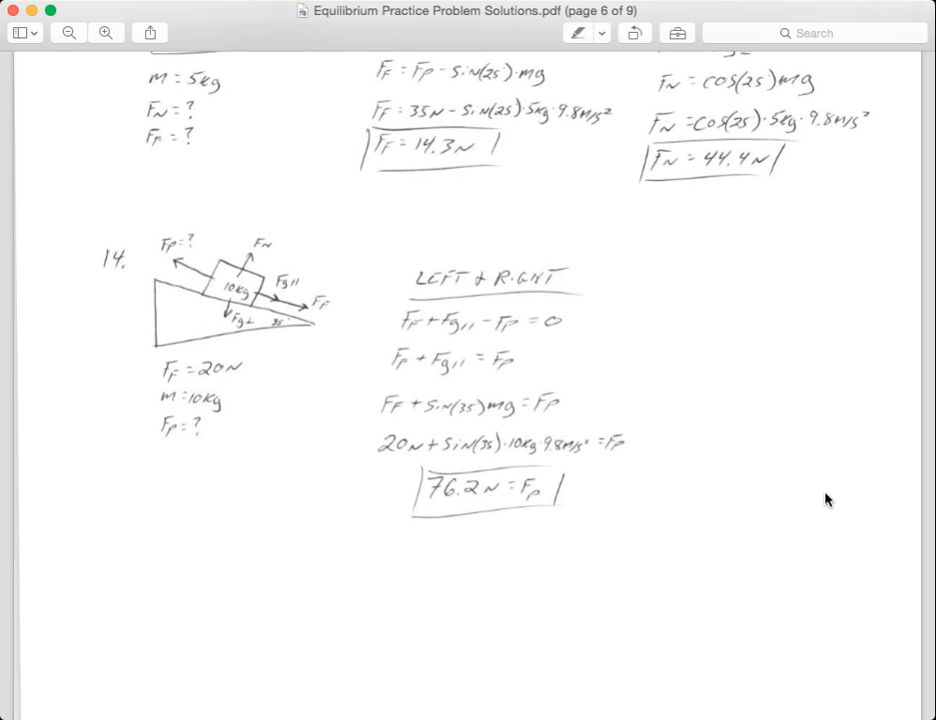 Equilibrium Practice Problem Solutions.pdf (page 6 of 9)
Search
m = 5kg
FN = ?
FF = ?
FF = FP - sin(25)·mg
FF = 35N - sin(25)·5kg·9.8m/s²
FF = 14.3N
FN = cos(25)mg
FN = cos(25)·5kg·9.8m/s²
FN = 44.4N
14.
FP = ?
FN
10kg
Fg||
FF
Fg⊥
35°
FF = 20N
m = 10kg
FP = ?
LEFT & RIGHT
FF + Fg|| - FP = 0
FF + Fg|| = FP
FF + sin(35)mg = FP
20N + sin(35)·10kg·9.8m/s² = FP
76.2N = FP